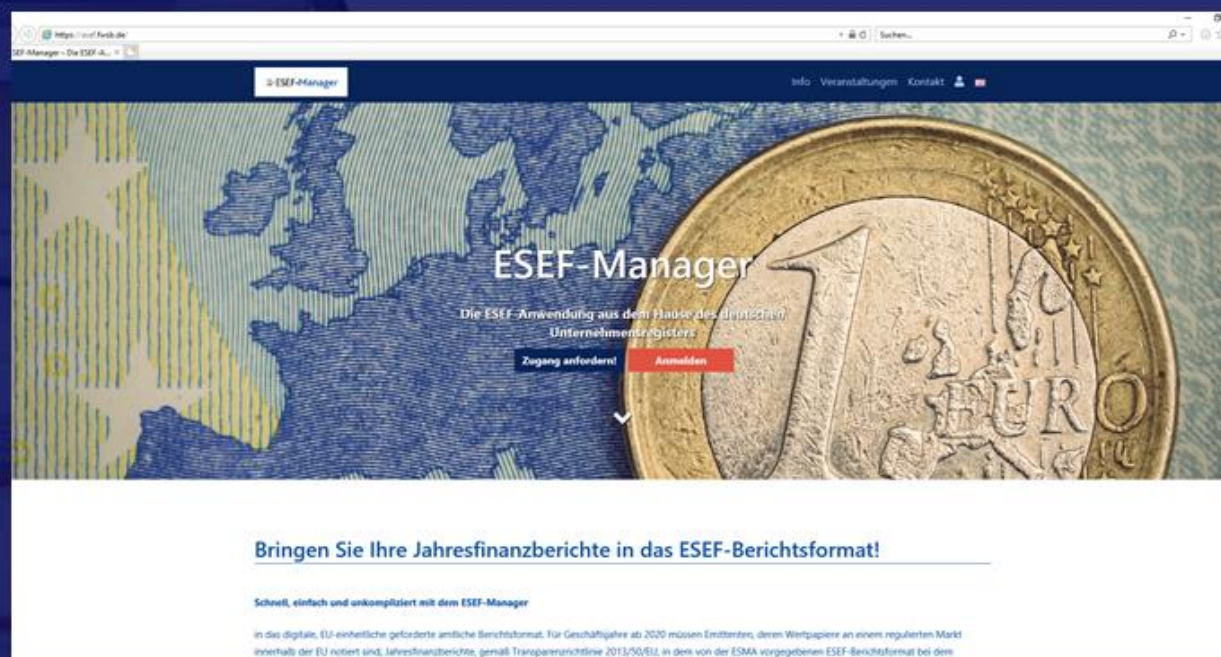 https://esef.fwsb.de/
Suchen...
ESEF-Manager – Die ESEF-A...
ESEF-Manager
Info Veranstaltungen Kontakt
ESEF-Manager
Die ESEF-Anwendung aus dem Hause des deutschen
Unternehmensregisters
Zugang anfordern! Anmelden
1 EURO
Bringen Sie Ihre Jahresfinanzberichte in das ESEF-Berichtsformat!
Schnell, einfach und unkompliziert mit dem ESEF-Manager
in das digitale, EU-einheitliche geforderte amtliche Berichtsformat. Für Geschäftsjahre ab 2020 müssen Emittenten, deren Wertpapiere an einem regulierten Markt
innerhalb der EU notiert sind, Jahresfinanzberichte, gemäß Transparenzrichtlinie 2013/50/EU, in dem von der ESMA vorgegebenen ESEF-Berichtsformat bei dem